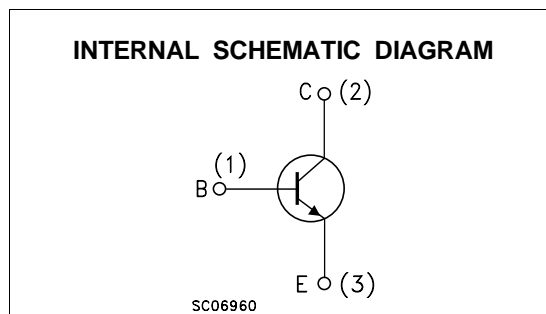 INTERNAL SCHEMATIC DIAGRAM
C (2)
(1)
B
E (3)
SC06960